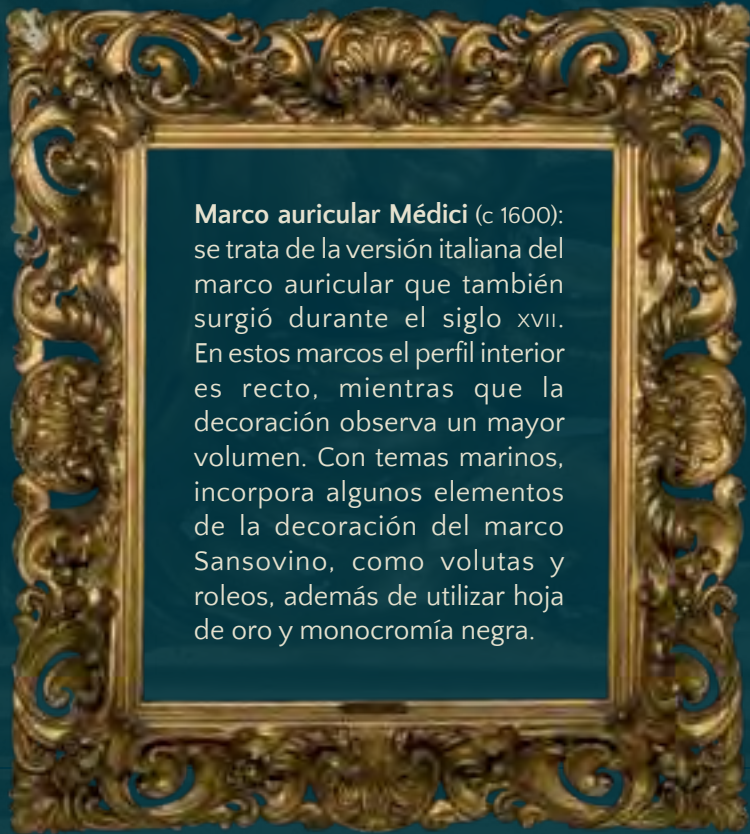 Marco auricular Médici (c 1600):
se trata de la versión italiana del
marco auricular que también
surgió durante el siglo XVII.
En estos marcos el perfil interior
es recto, mientras que la
decoración observa un mayor
volumen. Con temas marinos,
incorpora algunos elementos
de la decoración del marco
Sansovino, como volutas y
roleos, además de utilizar hoja
de oro y monocromía negra.